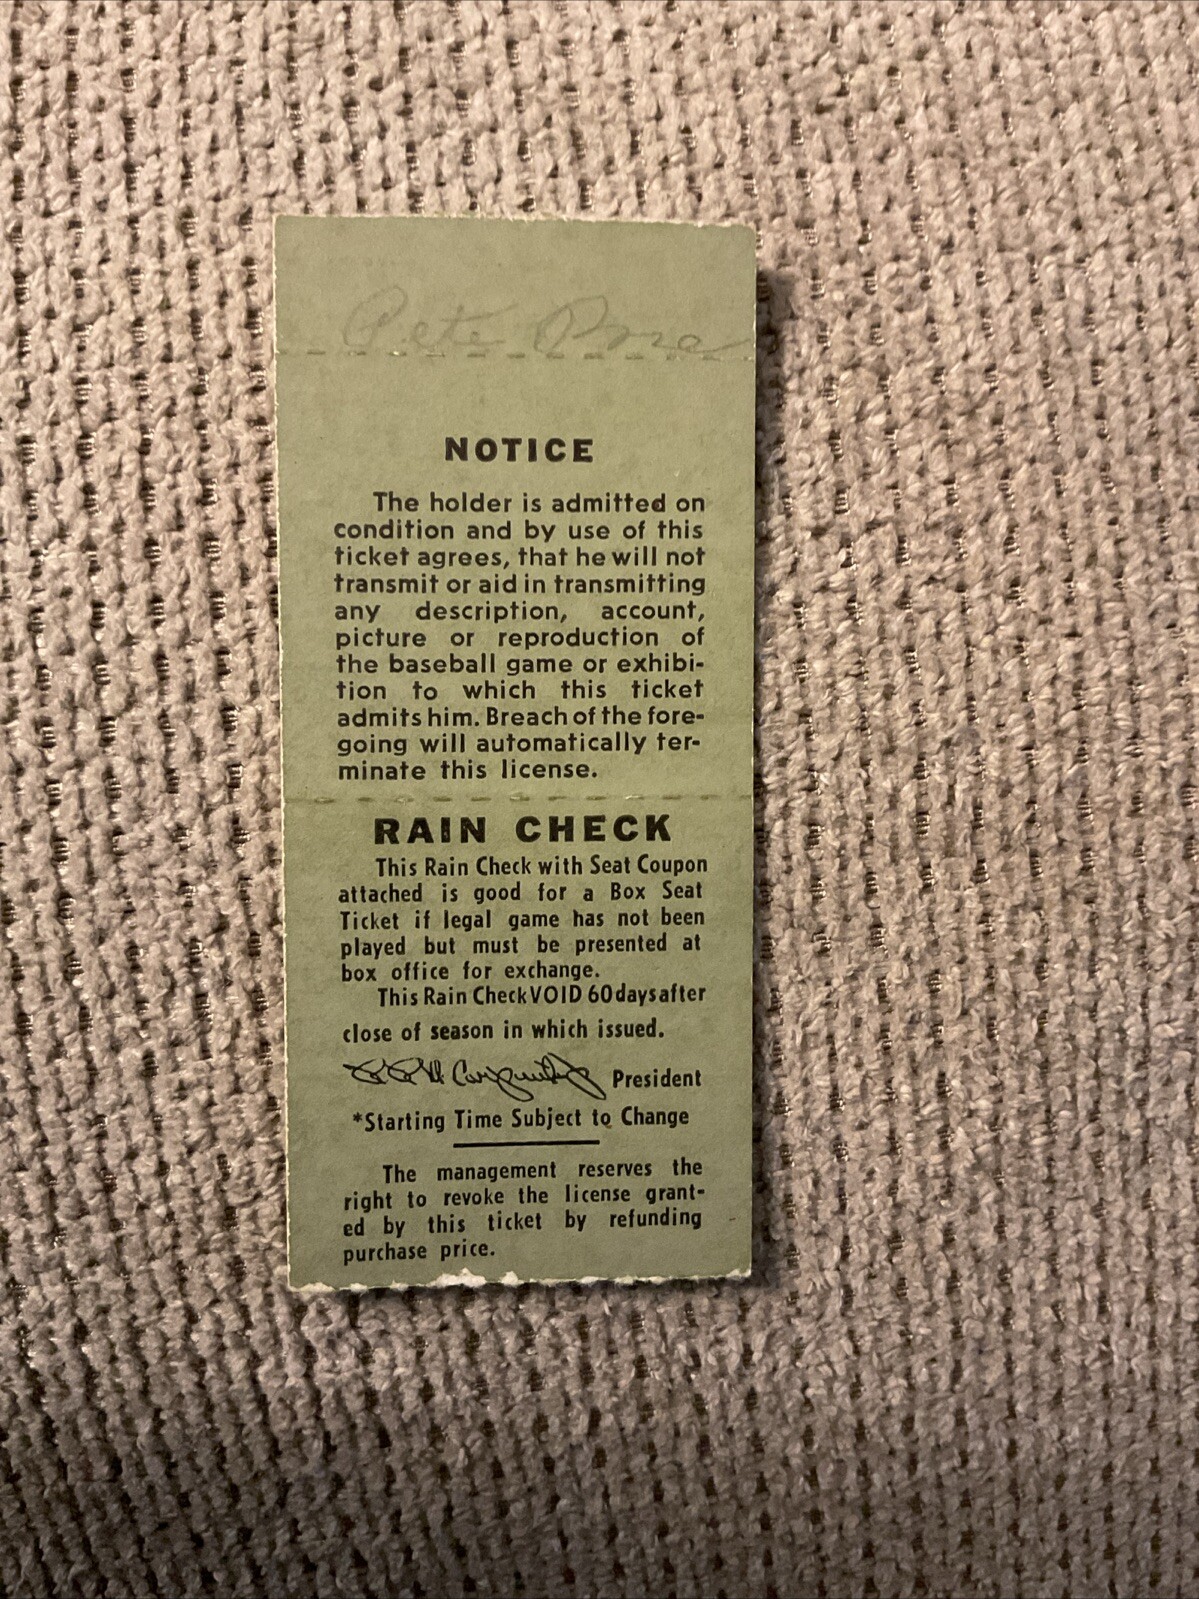 Pete
NOTICE
The holder is admitted on
condition and by use of this
ticket agrees, that he will not
transmit or aid in transmitting
any description, account,
picture or reproduction of
the baseball game or exhibi-
tion to which this ticket
admits him. Breach of the fore-
going will automatically ter-
minate this license.
RAIN CHECK
This Rain Check with Seat Coupon
attached is good for a Box Seat
Ticket if legal game has not been
played but must be presented at
box office for exchange.
This Rain Check VOID 60 days after
close of season in which issued.
President
*Starting Time Subject to Change
The management reserves the
right to revoke the license grant-
ed by this ticket by refunding
purchase price.